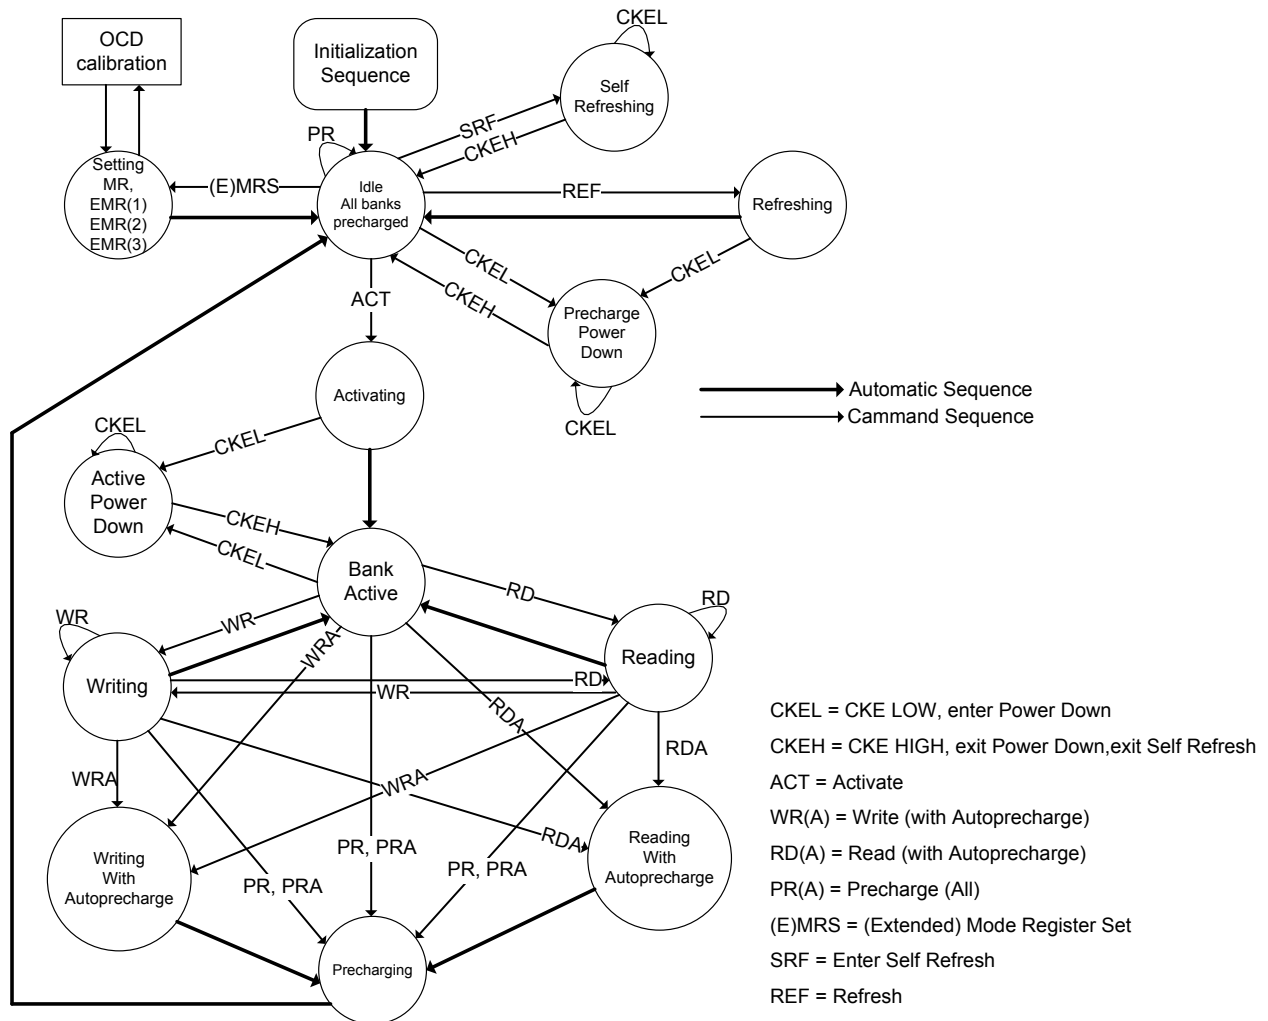 OCD
calibration
Initialization
Sequence
CKEL
Self
Refreshing
PR
SRF
CKEH
Setting
MR,
EMR(1)
EMR(2)
EMR(3)
(E)MRS
Idle
All banks
precharged
REF
Refreshing
CKEL
CKEH
CKEL
ACT
Precharge
Power
Down
CKEL
Automatic Sequence
Cammand Sequence
Activating
CKEL
CKEL
Active
Power
Down
CKEH
CKEL
Bank
Active
RD
RD
WR
WR
WRA
Reading
Writing
RD
WR
RDA
RDA
WRA
WRA
PR, PRA
RDA
Writing
With
Autoprecharge
Reading
With
Autoprecharge
PR, PRA
PR, PRA
Precharging
CKEL = CKE LOW, enter Power Down
CKEH = CKE HIGH, exit Power Down,exit Self Refresh
ACT = Activate
WR(A) = Write (with Autoprecharge)
RD(A) = Read (with Autoprecharge)
PR(A) = Precharge (All)
(E)MRS = (Extended) Mode Register Set
SRF = Enter Self Refresh
REF = Refresh